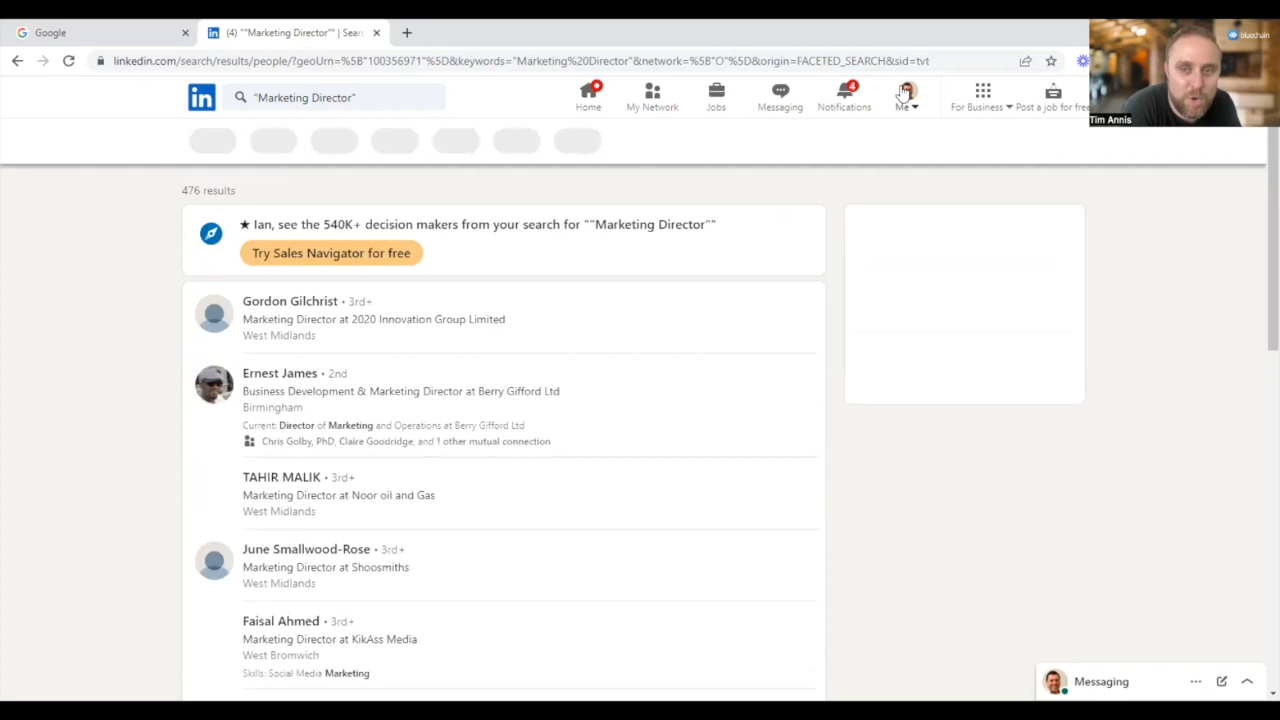 Google
(4) ""Marketing Director"" | Sear
bluechain
linkedin.com/search/results/people/?geoUrn=%5B"100356971"%5D&keywords="Marketing%20Director"&network=%5B"O"%5D&origin=FACETED_SEARCH&sid=tvt
in
"Marketing Director"
Home
My Network
Jobs
Messaging
4
Notifications
Me
For Business
Post a job for free
Tim Annis
476 results
★ Ian, see the 540K+ decision makers from your search for ""Marketing Director""
Try Sales Navigator for free
Gordon Gilchrist • 3rd+
Marketing Director at 2020 Innovation Group Limited
West Midlands
Ernest James • 2nd
Business Development & Marketing Director at Berry Gifford Ltd
Birmingham
Current: Director of Marketing and Operations at Berry Gifford Ltd
Chris Golby, PhD, Claire Goodridge, and 1 other mutual connection
TAHIR MALIK • 3rd+
Marketing Director at Noor oil and Gas
West Midlands
June Smallwood-Rose • 3rd+
Marketing Director at Shoosmiths
West Midlands
Faisal Ahmed • 3rd+
Marketing Director at KikAss Media
West Bromwich
Skills: Social Media Marketing
Messaging